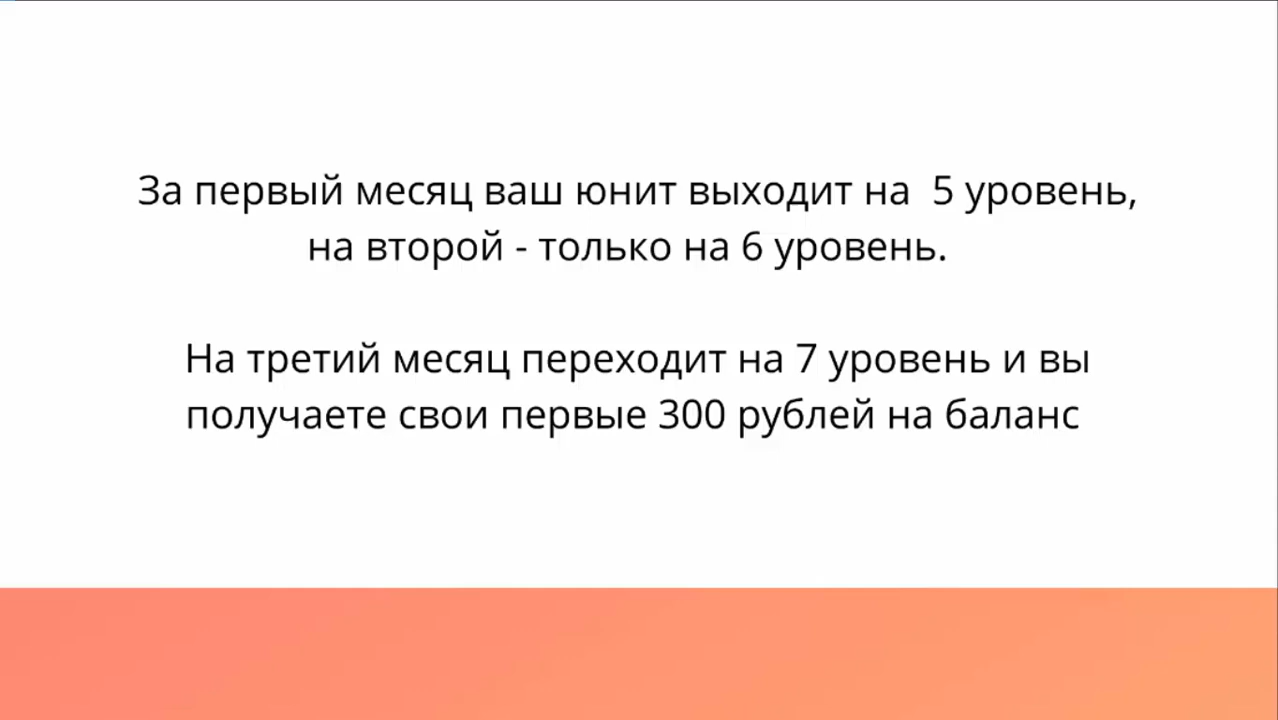 За первый месяц ваш юнит выходит на  5 уровень,
на второй - только на 6 уровень.
На третий месяц переходит на 7 уровень и вы
получаете свои первые 300 рублей на баланс